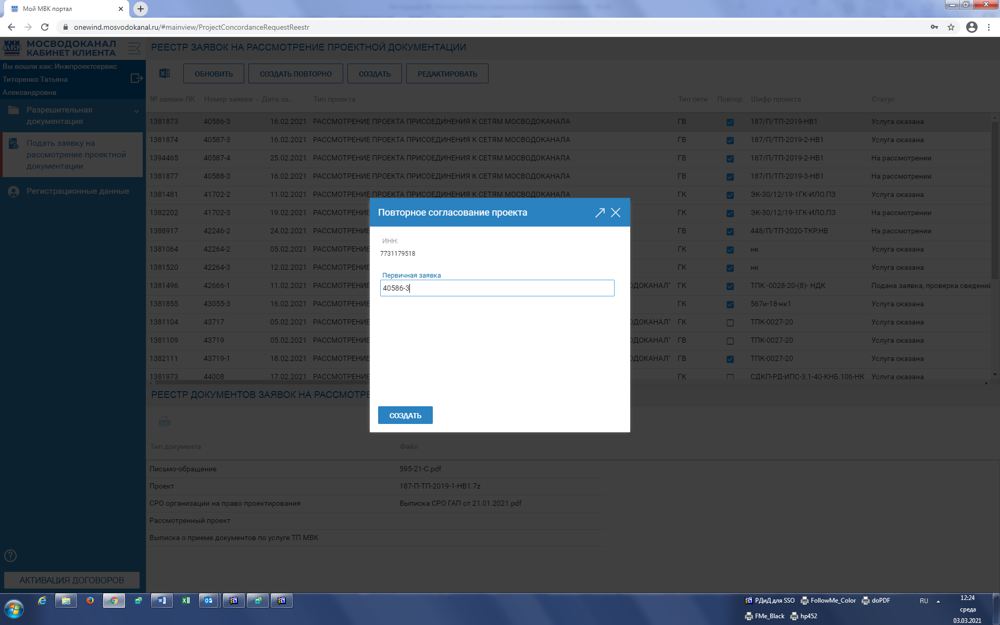 Мой МВК портал
onewind.mosvodokanal.ru/#mainview/ProjectConcordanceRequestReestr
МВК МОСВОДОКАНАЛ
КАБИНЕТ КЛИЕНТА
РЕЕСТР ЗАЯВОК НА РАССМОТРЕНИЕ ПРОЕКТНОЙ ДОКУМЕНТАЦИИ
Вы вошли как: Инжпроектсервис
Титоренко Татьяна
Александровна
Разрешительная
документация
Подать заявку на
рассмотрение проектной
документации
Регистрационные данные
АКТИВАЦИЯ ДОГОВОРОВ
ОБНОВИТЬ СОЗДАТЬ ПОВТОРНО СОЗДАТЬ РЕДАКТИРОВАТЬ
№ заявки ЛК Номер заявки Дата за... Тип проекта Тип сети Повтор Шифр проекта Статус
1381873 40586-3 16.02.2021 РАССМОТРЕНИЕ ПРОЕКТА ПРИСОЕДИНЕНИЯ К СЕТЯМ МОСВОДОКАНАЛА ГВ 187/П/ТП-2019-НВ1 Услуга оказана
1381874 40587-3 16.02.2021 РАССМОТРЕНИЕ ПРОЕКТА ПРИСОЕДИНЕНИЯ К СЕТЯМ МОСВОДОКАНАЛА ГВ 187/П/ТП-2019-2-НВ1 Услуга оказана
1394465 40587-4 25.02.2021 РАССМОТРЕНИЕ ПРОЕКТА ПРИСОЕДИНЕНИЯ К СЕТЯМ МОСВОДОКАНАЛА ГВ 187/П/ТП-2019-2-НВ1 На рассмотрении
1381877 40588-3 16.02.2021 РАССМОТРЕНИЕ ПРОЕКТА ПРИСОЕДИНЕНИЯ К СЕТЯМ МОСВОДОКАНАЛА ГВ 187/П/ТП-2019-3-НВ1 На рассмотрении
1381481 41702-2 11.02.2021 РАССМОТРЕНИЕ ПРОЕКТА ПРИСОЕДИНЕНИЯ К СЕТЯМ МОСВОДОКАНАЛА ГК ЭК-30/12/19-1ГК-ИЛО.ПЗ Услуга оказана
1382202 41702-3 19.02.2021 РАССМОТРЕНИЕ ГК ЭК-30/12/19-1ГК-ИЛО.ПЗ На рассмотрении
1388917 42246-2 24.02.2021 РАССМОТРЕНИЕ ГВ 448/П/ТП-2020-ТКР.НВ На рассмотрении
1381064 42264-2 05.02.2021 РАССМОТРЕНИЕ ГК нк Услуга оказана
1381520 42264-3 12.02.2021 РАССМОТРЕНИЕ ГК нк Услуга оказана
1381496 42666-1 11.02.2021 РАССМОТРЕНИЕ ОДОКАНАЛ" ГК ТПК -0028-20-(8)- НДК Подана заявка, проверка сведений
1381855 43055-3 16.02.2021 РАССМОТРЕНИЕ ГК 567и-18-нк1 Услуга оказана
1381104 43717 05.02.2021 РАССМОТРЕНИЕ ОДОКАНАЛ" ГК ТПК-0027-20 Услуга оказана
1381109 43719 05.02.2021 РАССМОТРЕНИЕ ОДОКАНАЛ" ГВ ТПК-0027-20 Услуга оказана
1382111 43719-1 18.02.2021 РАССМОТРЕНИЕ ОДОКАНАЛ" ГВ ТПК-0027-20 Услуга оказана
1381973 44008 17.02.2021 РАССМОТРЕНИЕ ГК СДКП-РД-ИПС-3.1-40-КНБ.106-НК Услуга оказана
Повторное согласование проекта
ИНН:
7731179518
Первичная заявка
40586-3
СОЗДАТЬ
РЕЕСТР ДОКУМЕНТОВ ЗАЯВОК НА РАССМОТРЕ
Тип документа Файл
Письмо-обращение 595-21-С.pdf
Проект 187-П-ТП-2019-1-НВ1.7z
СРО организации на право проектирования Выписка СРО ГАП от 21.01.2021.pdf
Рассмотренный проект
Выписка о приеме документов по услуге ТП МВК
РДиД для SSO FollowMe_Color doPDF
FMe_Black hp452
RU
12:24
среда
03.03.2021